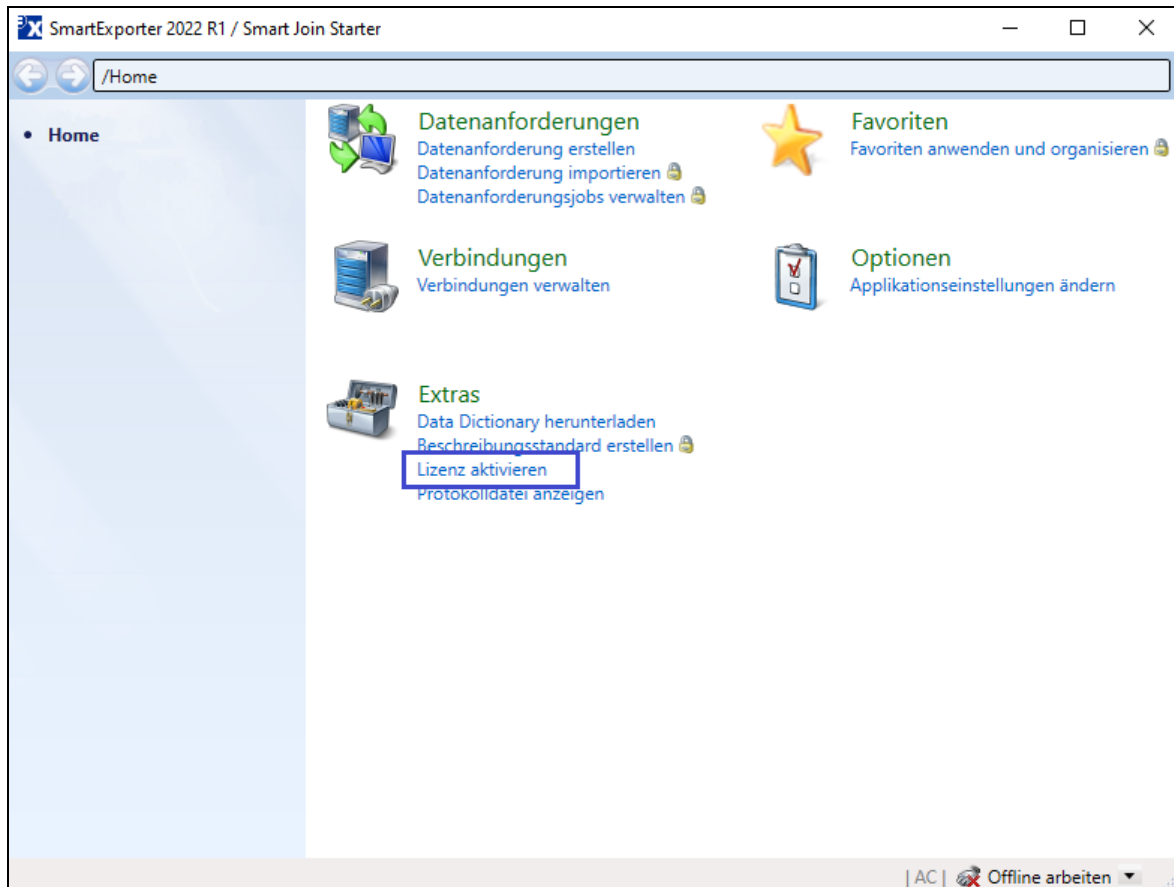 SmartExporter 2022 R1 / Smart Join Starter
/Home
• Home
Datenanforderungen
Datenanforderung erstellen
Datenanforderung importieren
Datenanforderungsjobs verwalten
Favoriten
Favoriten anwenden und organisieren
Verbindungen
Verbindungen verwalten
Optionen
Applikationseinstellungen ändern
Extras
Data Dictionary herunterladen
Beschreibungsstandard erstellen
Lizenz aktivieren
Protokolldatei anzeigen
| AC | Offline arbeiten